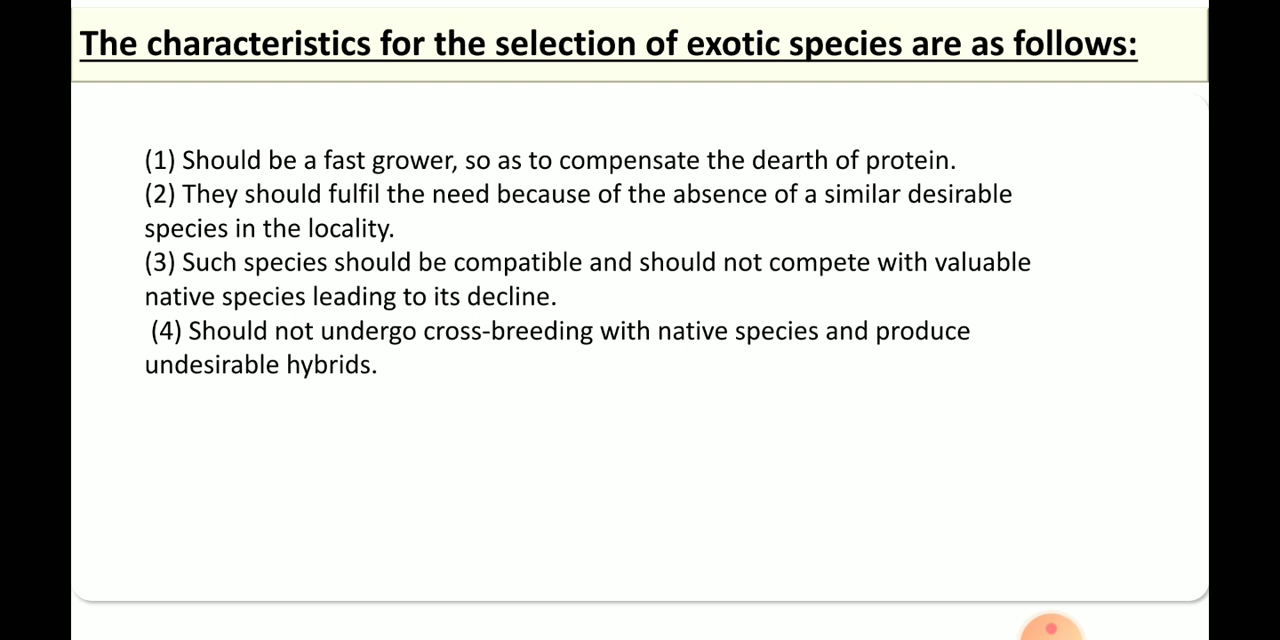 The characteristics for the selection of exotic species are as follows:
(1) Should be a fast grower, so as to compensate the dearth of protein.
(2) They should fulfil the need because of the absence of a similar desirable
species in the locality.
(3) Such species should be compatible and should not compete with valuable
native species leading to its decline.
(4) Should not undergo cross-breeding with native species and produce
undesirable hybrids.